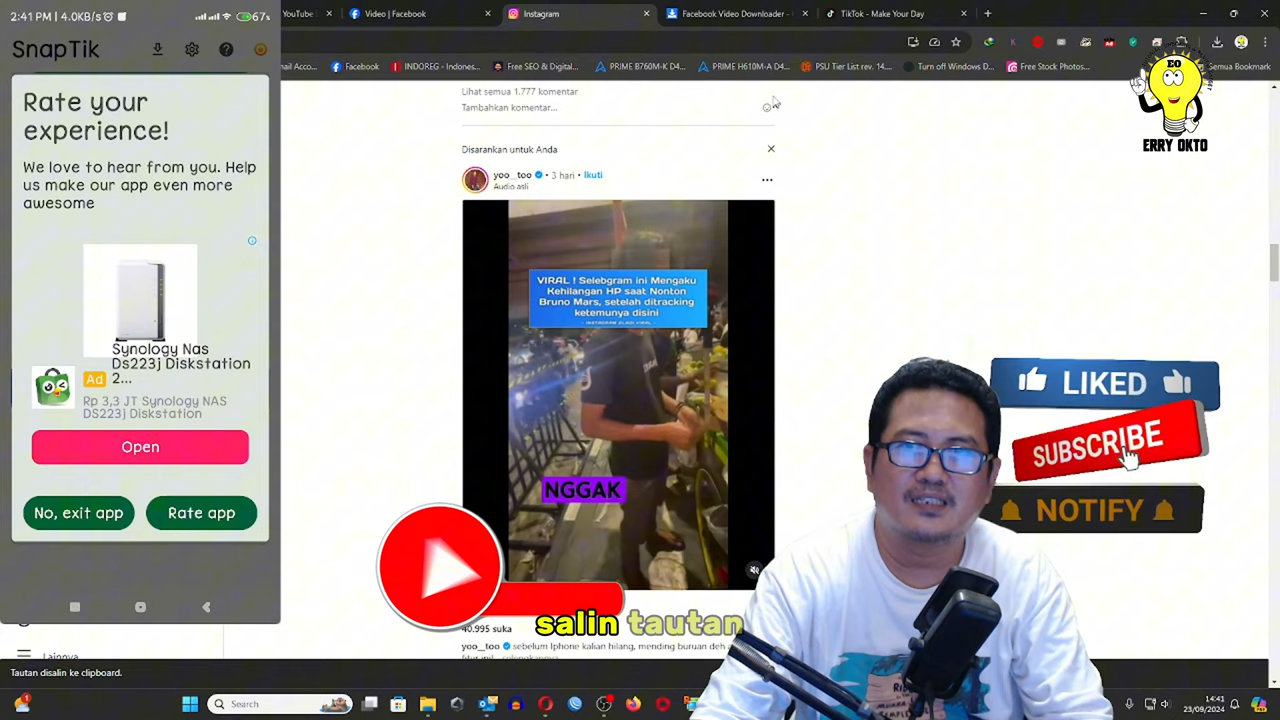 2:41 PM | 4.0KB/s
67%
SnapTik
Rate your
experience!
We love to hear from you. Help
us make our app even more
awesome
Synology Nas
Ds223j Diskstation
2...
Ad
Rp 3,3 JT Synology NAS
DS223j Diskstation
Open
No, exit app
Rate app
YouTube
Video | Facebook
Instagram
Facebook Video Downloader -
TikTok - Make Your Day
Facebook
INDOREG - Indones...
Free SEO & Digital...
PRIME B760M-K D4...
PRIME H610M-A D4...
PSU Tier List rev. 14....
Turn off Windows D...
Free Stock Photos...
Semua Bookmark
EO
ERRY OKTO
Lihat semua 1.777 komentar
Tambahkan komentar...
Disarankan untuk Anda
yoo_too • 3 hari • Ikuti
Audio asli
VIRAL ! Selebgram ini Mengaku
Kehilangan HP saat Nonton
Bruno Mars, setelah ditracking
ketemunya disini
NGGAK
LIKED
SUBSCRIBE
NOTIFY
salin tautan
40.995 suka
yoo_too sebelum Iphone kalian hilang, mending buruan deh
Lainnya
Tautan disalin ke clipboard.
Search
14:41
23/09/2024